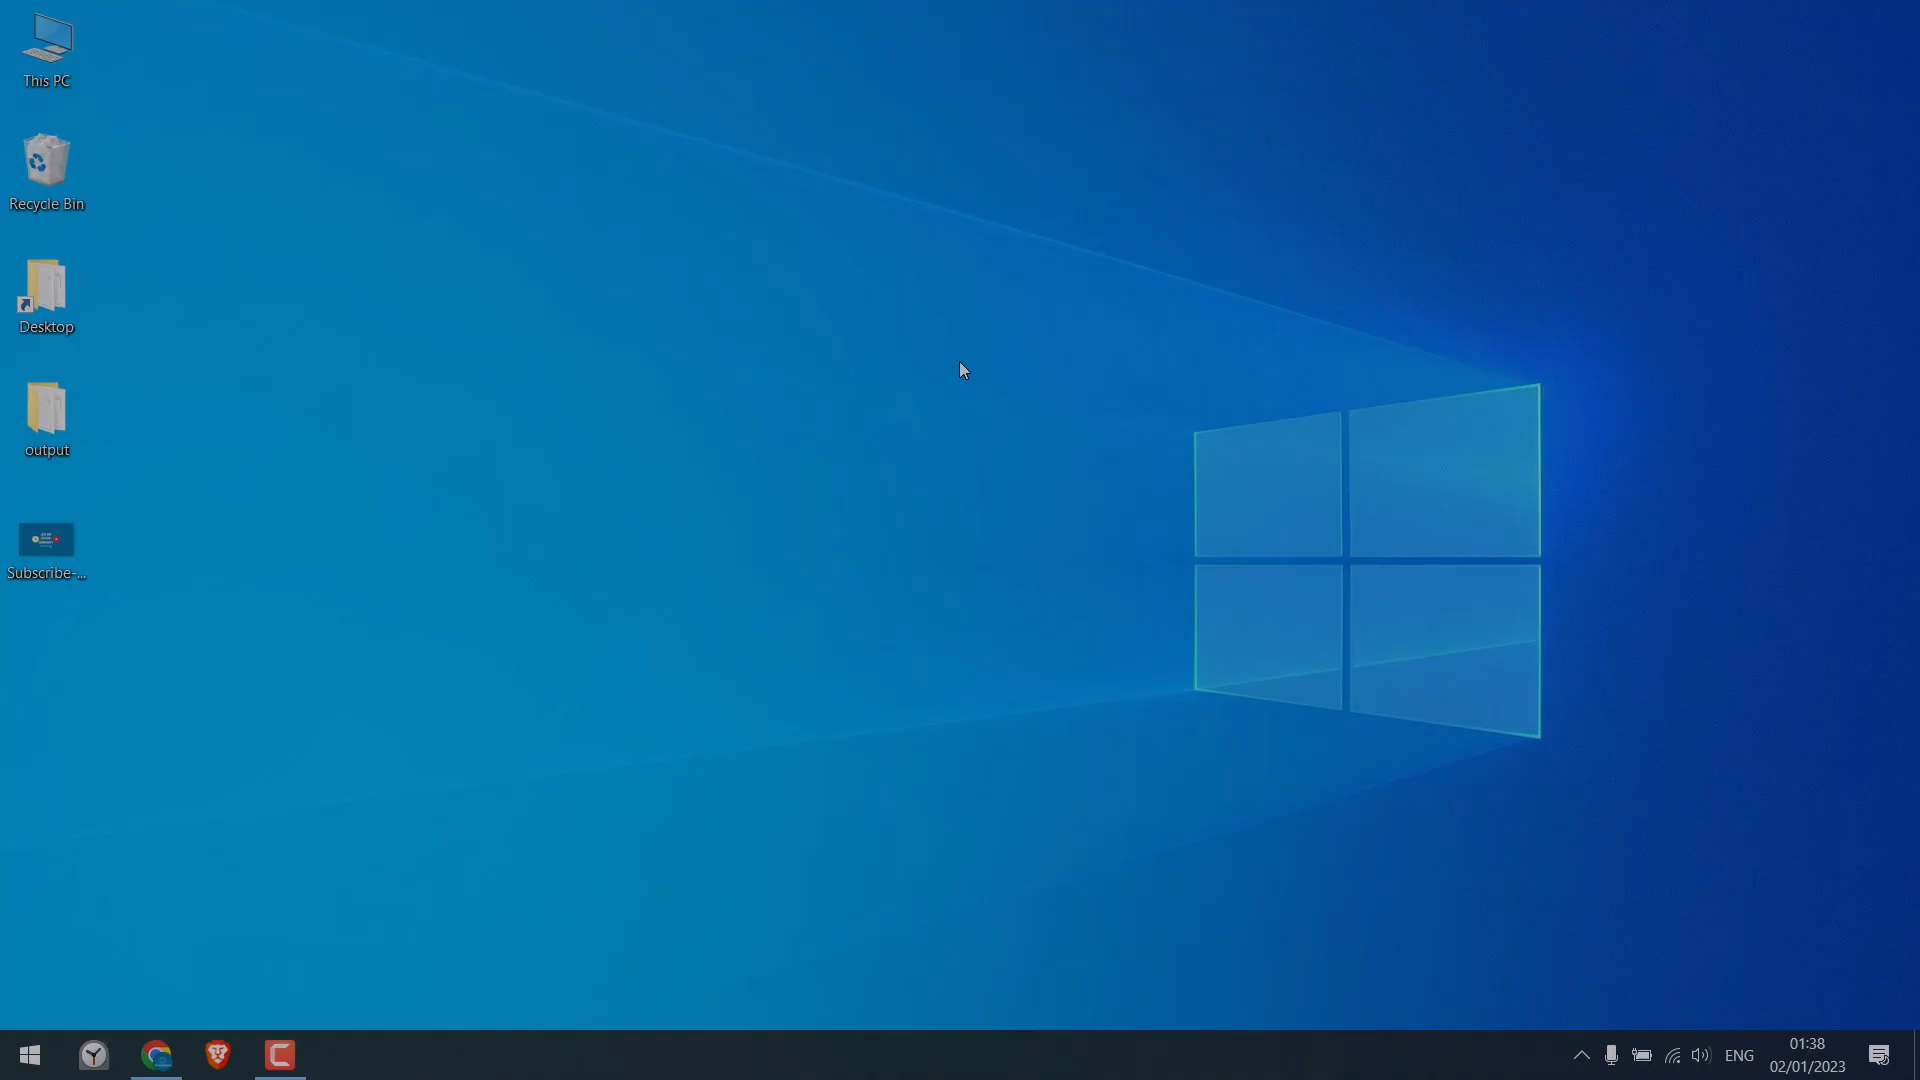 This PC
Recycle Bin
Desktop
output
Subscribe-...
ENG
01:38
02/01/2023